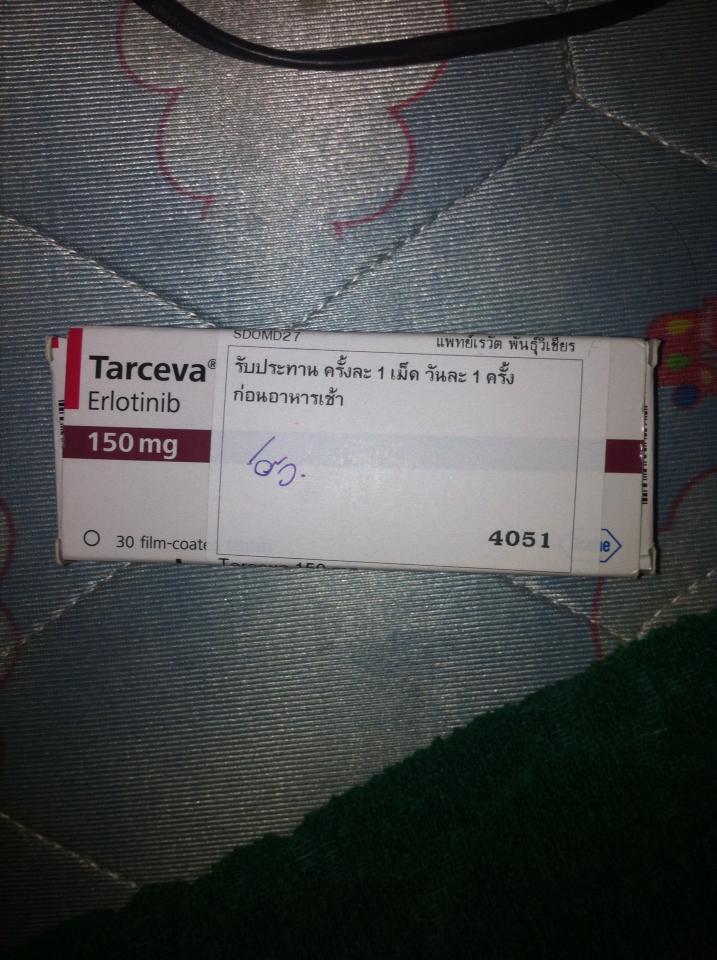 SDOMD27
แพทย์เรวัต พันธุ์วิเชียร
Tarceva®
Erlotinib
150 mg
30 film-coate
รับประทาน ครั้งละ 1 เม็ด วันละ 1 ครั้ง
ก่อนอาหารเช้า
4051